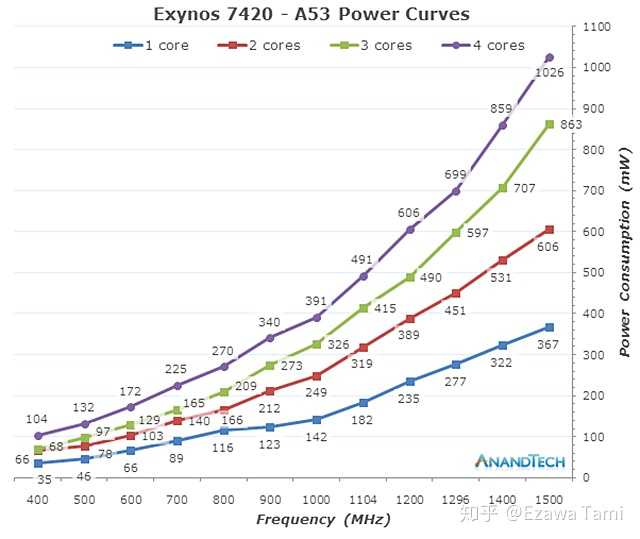 Exynos 7420 - A53 Power Curves
1 core 2 cores 3 cores 4 cores
1100
1000
900
800
700
600
500
400
300
200
100
0
Power Consumption (mW)
104 132 172 225 270 340 391 491 606 699 859 1026
68 97 129 165 209 273 326 415 490 597 707 863
66 78 103 140 166 212 249 319 389 451 531 606
35 46 66 89 116 123 142 182 235 277 322 367
400 500 600 700 800 900 1000 1104 1200 1296 1400 1500
Frequency (MHz)
ANANDTECH
知乎 @Ezawa Tami